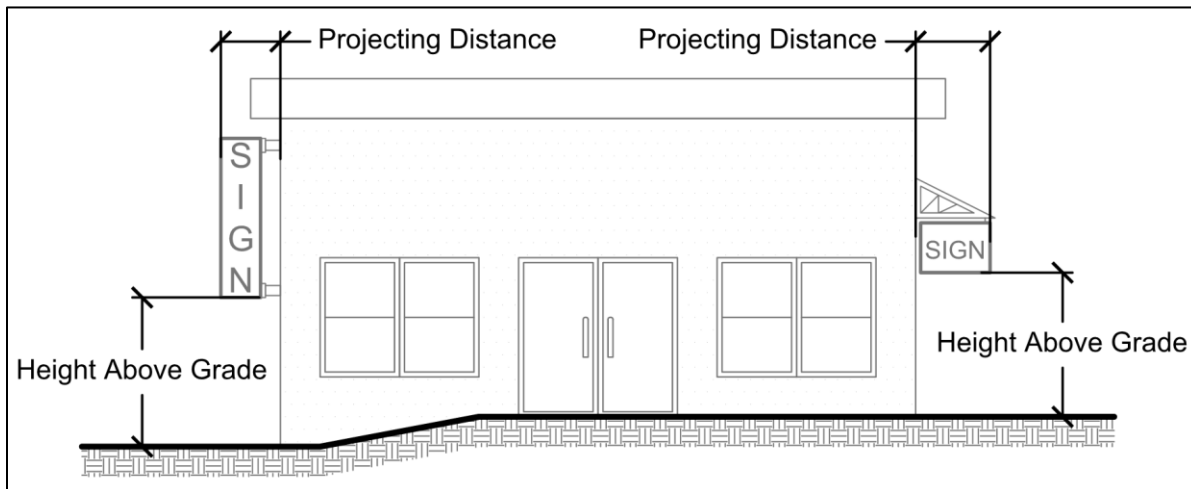 Projecting Distance
Projecting Distance
S
I
G
N
SIGN
Height Above Grade
Height Above Grade